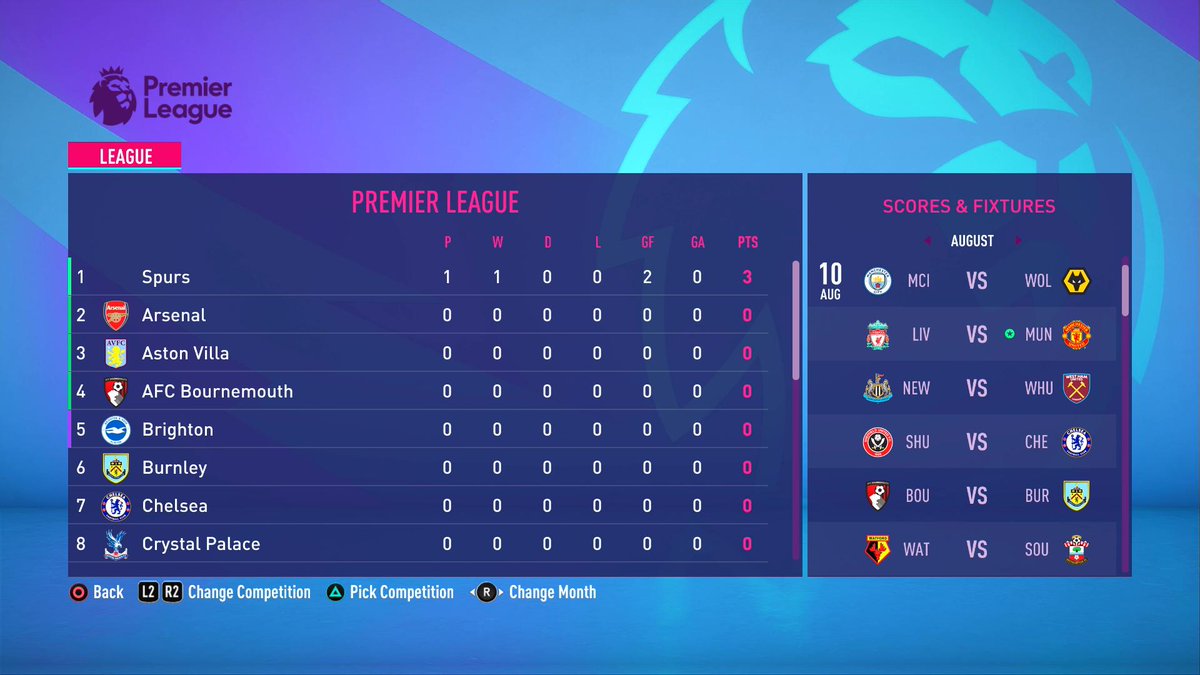 Premier
League
LEAGUE
PREMIER LEAGUE
P W D L GF GA PTS
1 Spurs 1 1 0 0 2 0 3
2 Arsenal 0 0 0 0 0 0 0
3 Aston Villa 0 0 0 0 0 0 0
4 AFC Bournemouth 0 0 0 0 0 0 0
5 Brighton 0 0 0 0 0 0 0
6 Burnley 0 0 0 0 0 0 0
7 Chelsea 0 0 0 0 0 0 0
8 Crystal Palace 0 0 0 0 0 0 0
SCORES & FIXTURES
AUGUST
10 AUG MCI VS WOL
LIV VS MUN
NEW VS WHU
SHU VS CHE
BOU VS BUR
WAT VS SOU
Back L2 R2 Change Competition Pick Competition R Change Month